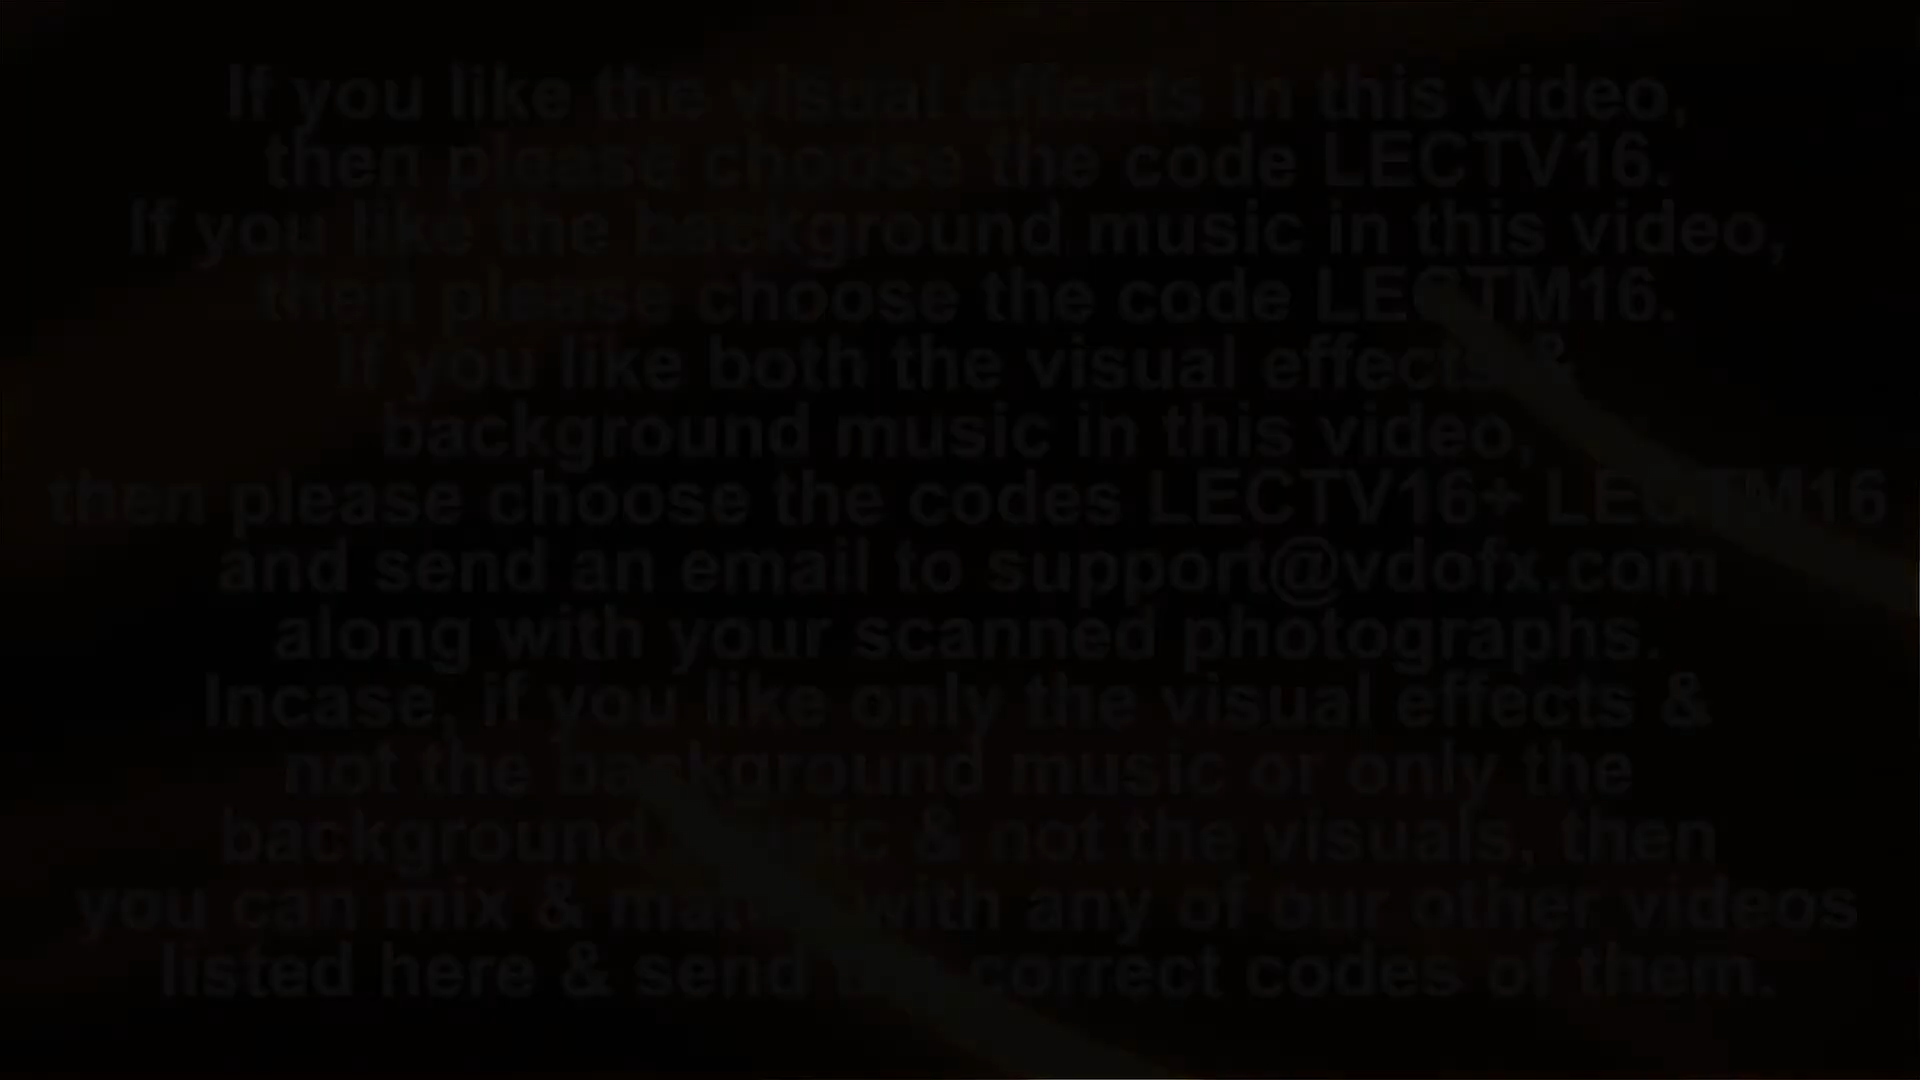 If you like the visual effects in this video,
then please choose the code LECTV16.
If you like the background music in this video,
then please choose the code LECTM16.
If you like both the visual effects &
background music in this video,
then please choose the codes LECTV16+ LECTM16
and send an email to support@vdofx.com
along with your scanned photographs.
Incase, if you like only the visual effects &
not the background music or only the
background music & not the visuals, then
you can mix & match with any of our other videos
listed here & send the correct codes of them.